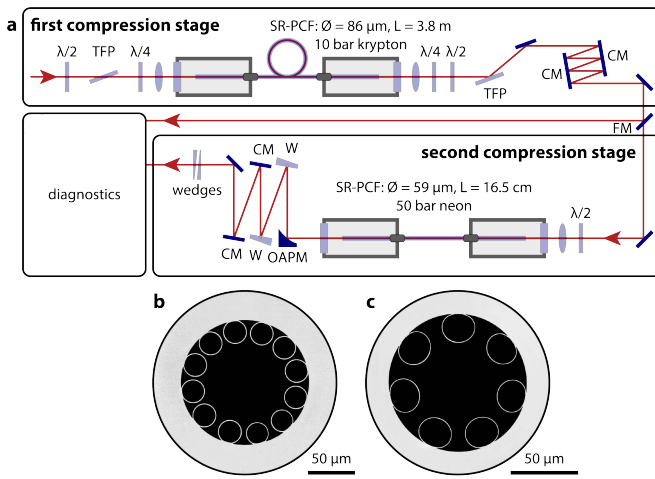 a
first compression stage
SR-PCF: Ø = 86 µm, L = 3.8 m
10 bar krypton
λ/2
TFP
λ/4
λ/4
λ/2
TFP
CM
CM
FM
diagnostics
second compression stage
wedges
CM
W
SR-PCF: Ø = 59 µm, L = 16.5 cm
50 bar neon
λ/2
CM
W
OAPM
b
c
50 µm
50 µm